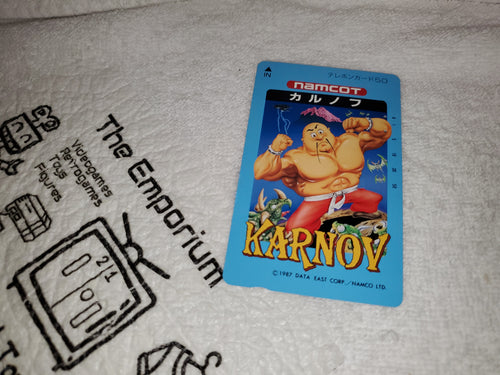 The Emporium
Videogames
Retrogames
Toys
Figures
21
▲
IN
テレホンカード50
namcoT
カルノフ
KARNOV
©1987 DATA EAST CORP./NAMCO LTD.